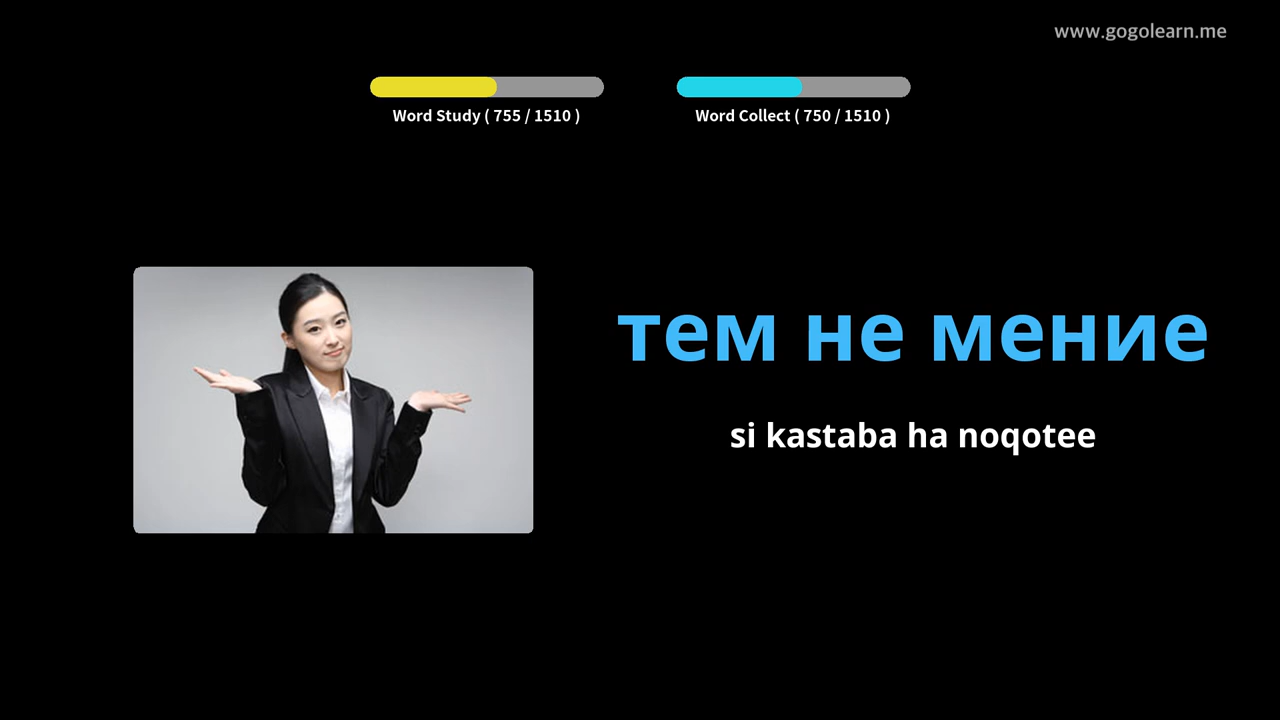 www.gogolearn.me
Word Study ( 755 / 1510 )
Word Collect ( 750 / 1510 )
тем не мение
si kastaba ha noqotee